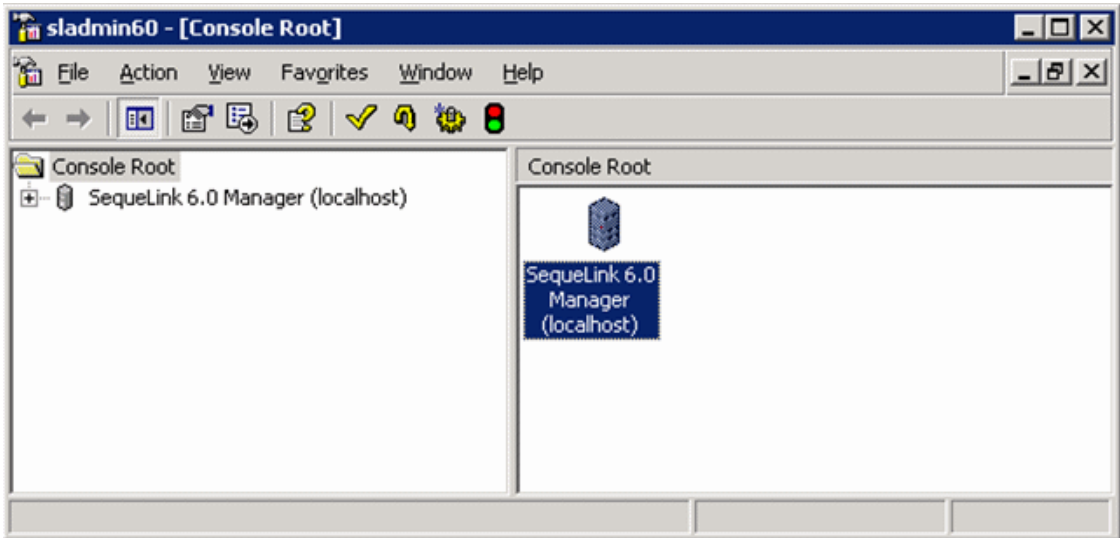 sladmin60 - [Console Root]
File Action View Favorites Window Help
Console Root
SequeLink 6.0 Manager (localhost)
Console Root
SequeLink 6.0
Manager
(localhost)